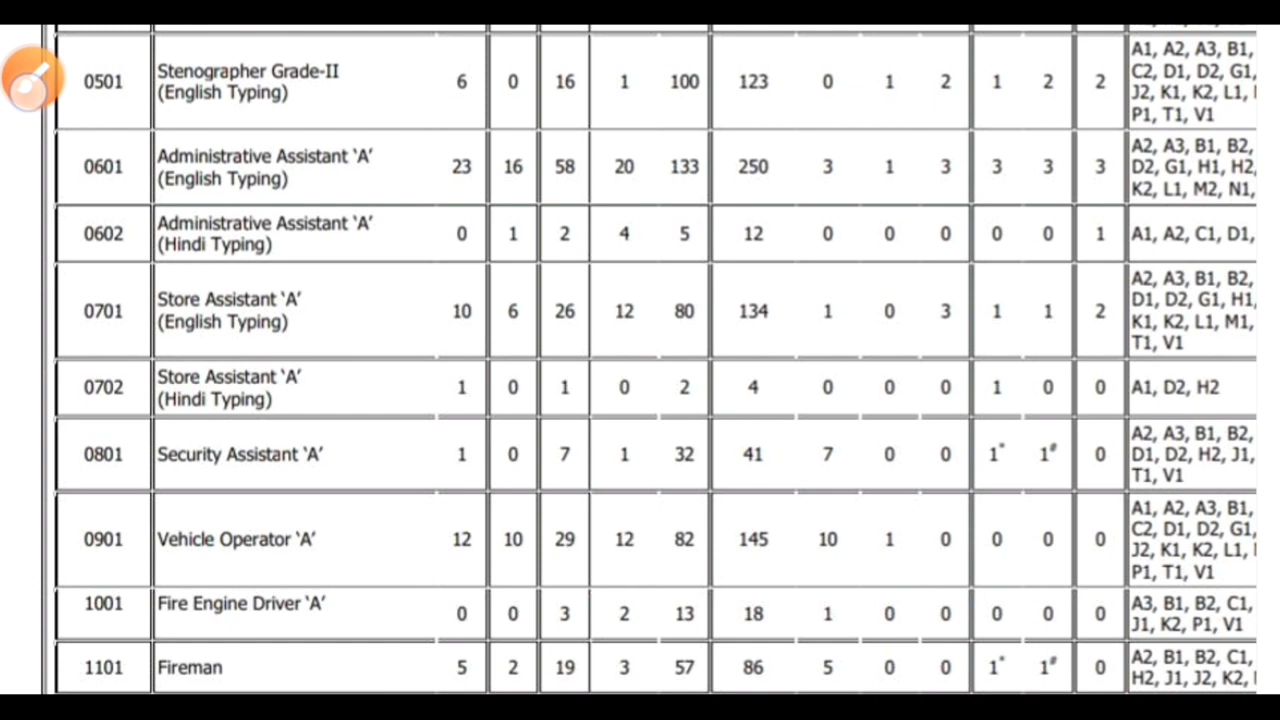 0501 Stenographer Grade-II (English Typing) 6 0 16 1 100 123 0 1 2 1 2 2 A1, A2, A3, B1,
C2, D1, D2, G1,
J2, K1, K2, L1,
P1, T1, V1
0601 Administrative Assistant ‘A’ (English Typing) 23 16 58 20 133 250 3 1 3 3 3 3 A2, A3, B1, B2,
D2, G1, H1, H2,
K2, L1, M2, N1,
0602 Administrative Assistant ‘A’ (Hindi Typing) 0 1 2 4 5 12 0 0 0 0 0 1 A1, A2, C1, D1,
0701 Store Assistant ‘A’ (English Typing) 10 6 26 12 80 134 1 0 3 1 1 2 A2, A3, B1, B2,
D1, D2, G1, H1,
K1, K2, L1, M1,
T1, V1
0702 Store Assistant ‘A’ (Hindi Typing) 1 0 1 0 2 4 0 0 0 1 0 0 A1, D2, H2
0801 Security Assistant ‘A’ 1 0 7 1 32 41 7 0 0 1* 1# 0 A2, A3, B1, B2,
D1, D2, H2, J1,
T1, V1
0901 Vehicle Operator ‘A’ 12 10 29 12 82 145 10 1 0 0 0 0 A1, A2, A3, B1,
C2, D1, D2, G1,
J2, K1, K2, L1,
P1, T1, V1
1001 Fire Engine Driver ‘A’ 0 0 3 2 13 18 1 0 0 0 0 0 A3, B1, B2, C1,
J1, K2, P1, V1
1101 Fireman 5 2 19 3 57 86 5 0 0 1* 1# 0 A2, B1, B2, C1,
H2, J1, J2, K2,